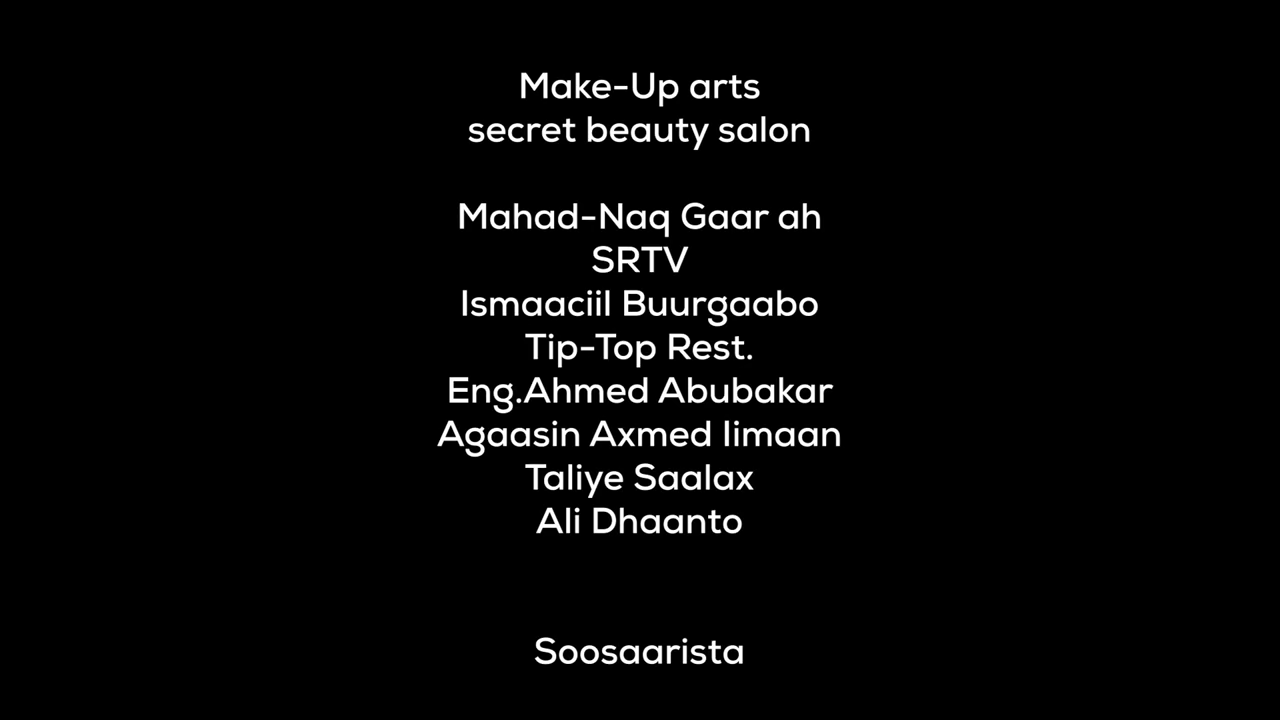 Make-Up arts
secret beauty salon
Mahad-Naq Gaar ah
SRTV
Ismaaciil Buurgaabo
Tip-Top Rest.
Eng.Ahmed Abubakar
Agaasin Axmed Iimaan
Taliye Saalax
Ali Dhaanto
Soosaarista